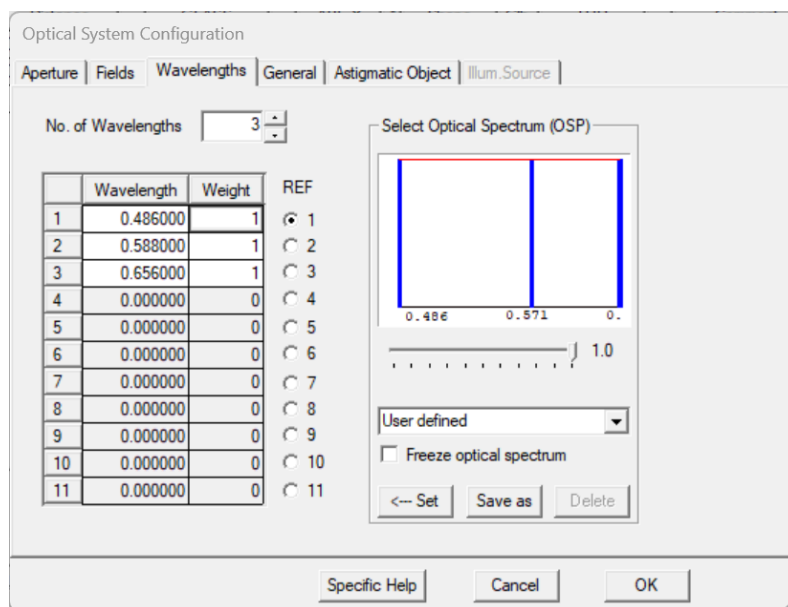 Optical System Configuration
Aperture Fields Wavelengths General Astigmatic Object Illum.Source
No. of Wavelengths 3
Select Optical Spectrum (OSP)
Wavelength Weight REF
1 0.486000 1 1
2 0.588000 1 2
3 0.656000 1 3
4 0.000000 0 4
5 0.000000 0 5
6 0.000000 0 6
7 0.000000 0 7
8 0.000000 0 8
9 0.000000 0 9
10 0.000000 0 10
11 0.000000 0 11
0.486 0.571 0.
1.0
User defined
Freeze optical spectrum
<--- Set Save as Delete
Specific Help Cancel OK